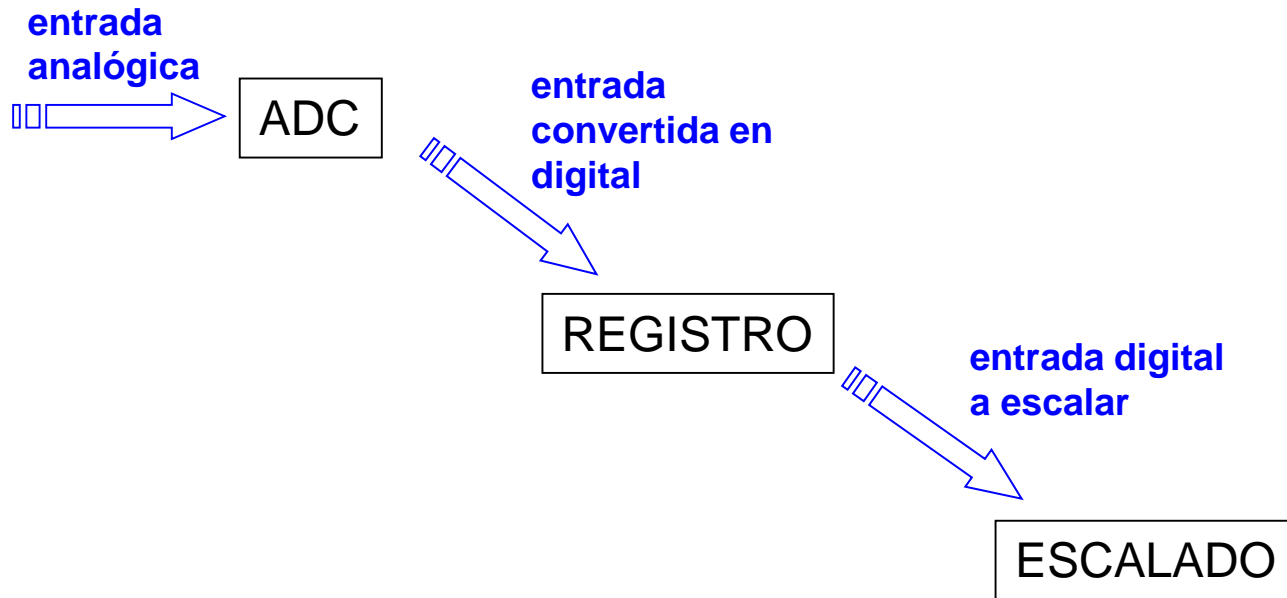 entrada
analógica
ADC
entrada
convertida en
digital
REGISTRO
entrada digital
a escalar
ESCALADO